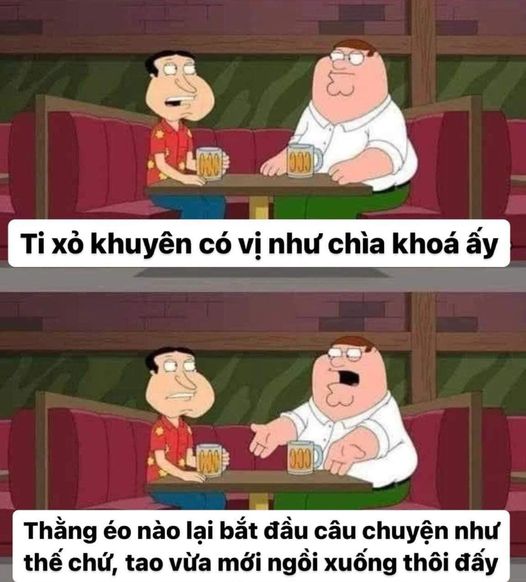 Ti xỏ khuyên có vị như chìa khoá ấy
Thằng éo nào lại bắt đầu câu chuyện như
thế chứ, tao vừa mới ngồi xuống thôi đấy